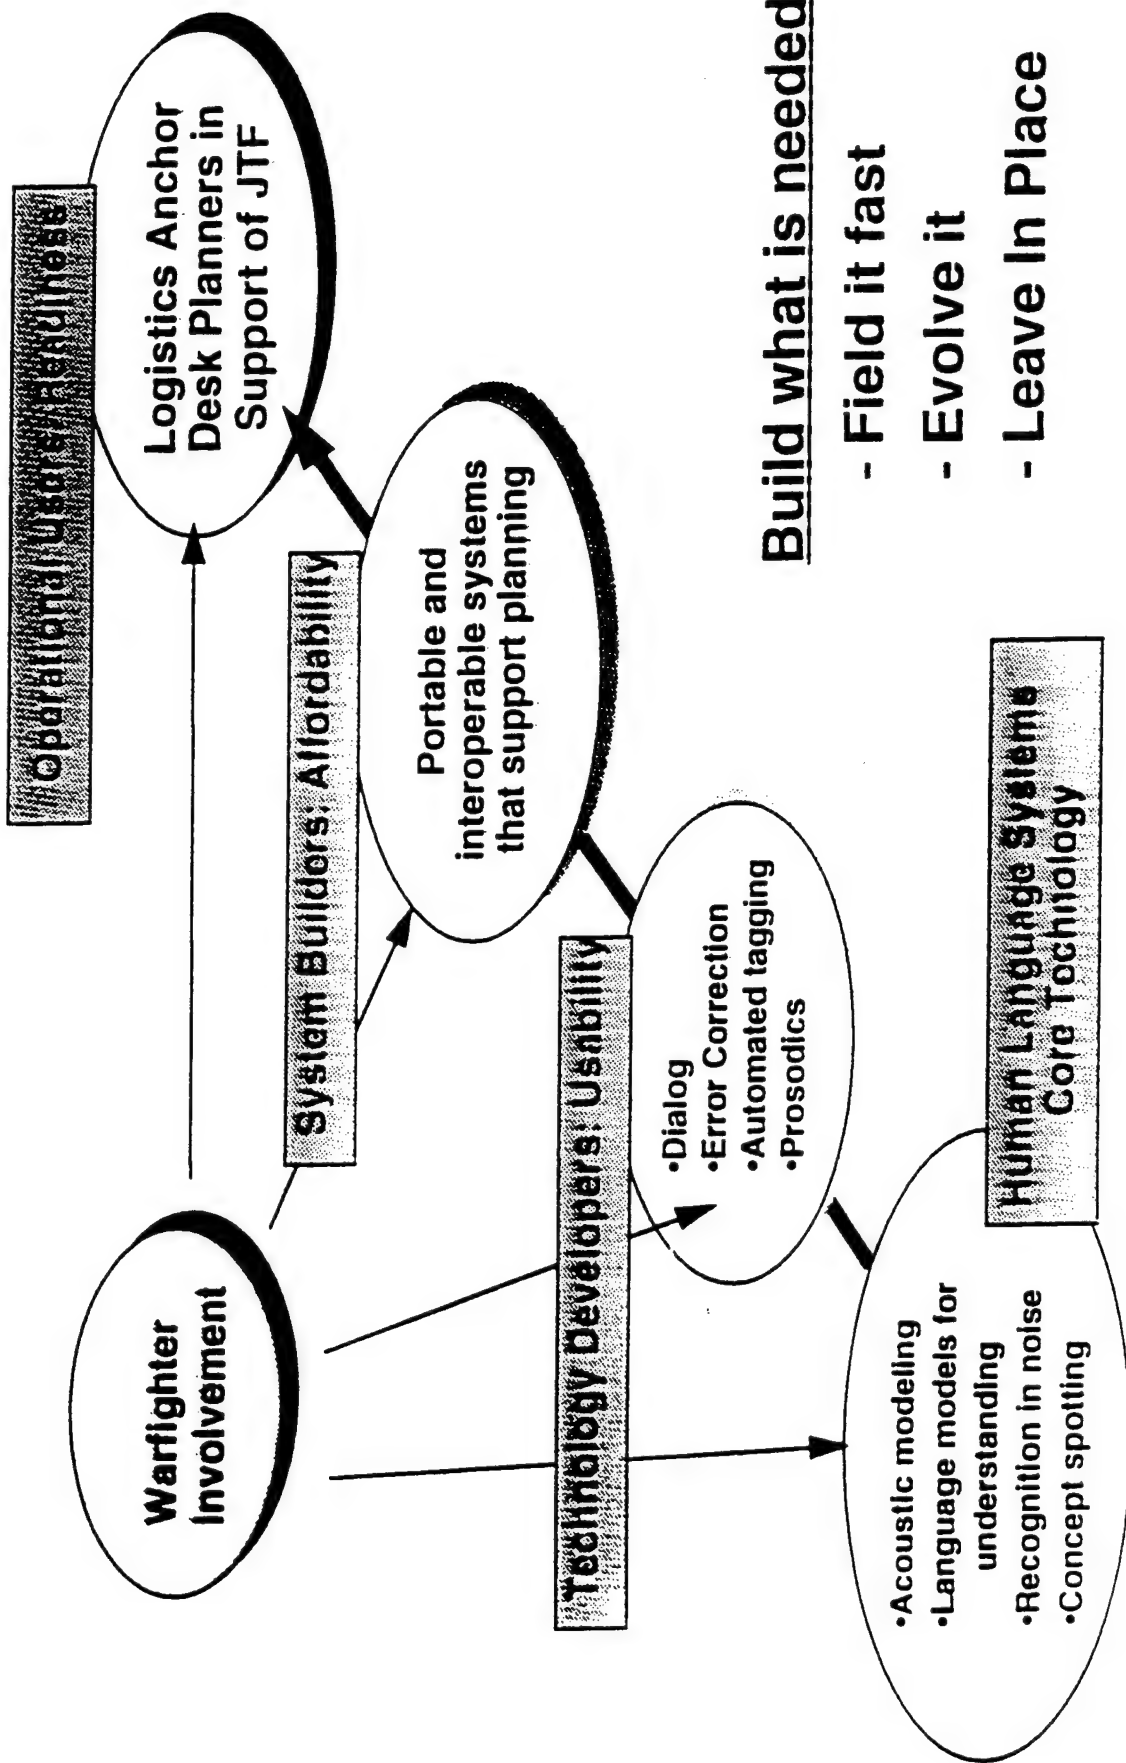 Operational Users: Readiness
Logistics Anchor
Desk Planners in
Support of JTF
Warfighter
Involvement
System Builders: Affordability
Portable and
interoperable systems
that support planning
Technology Developers: Usability
•Dialog
•Error Correction
•Automated tagging
•Prosodics
•Acoustic modeling
•Language models for
understanding
•Recognition in noise
•Concept spotting
Human Language Systems
Core Technology
Build what is needed
- Field it fast
- Evolve it
- Leave In Place